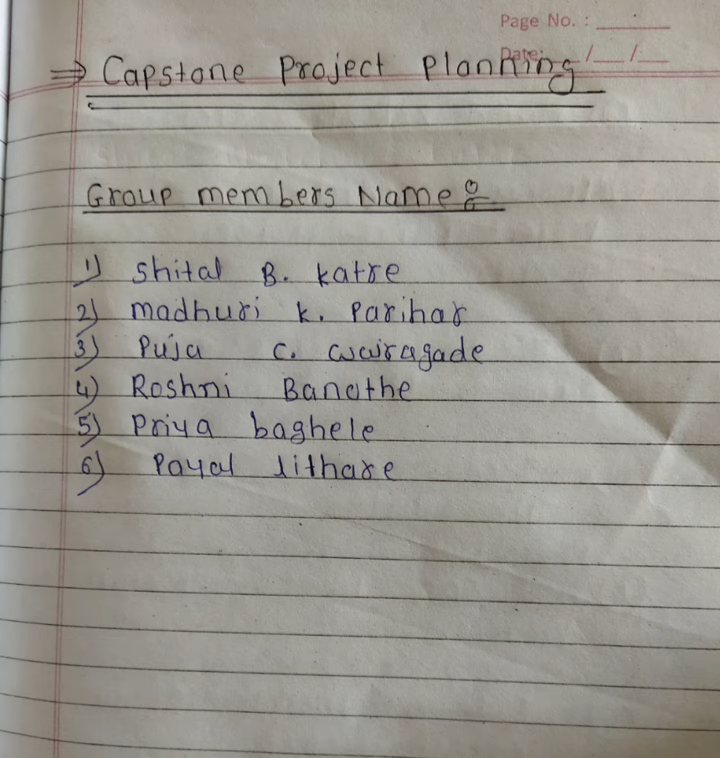 Page No. :
Date: / /
⇒ Capstone Project Planning
Group members Name :
1) Shital B. katre
2) madhuri k. Parihar
3) Puja C. Wairagade
4) Roshni Banothe
5) Priya baghele
6) Payal lithare